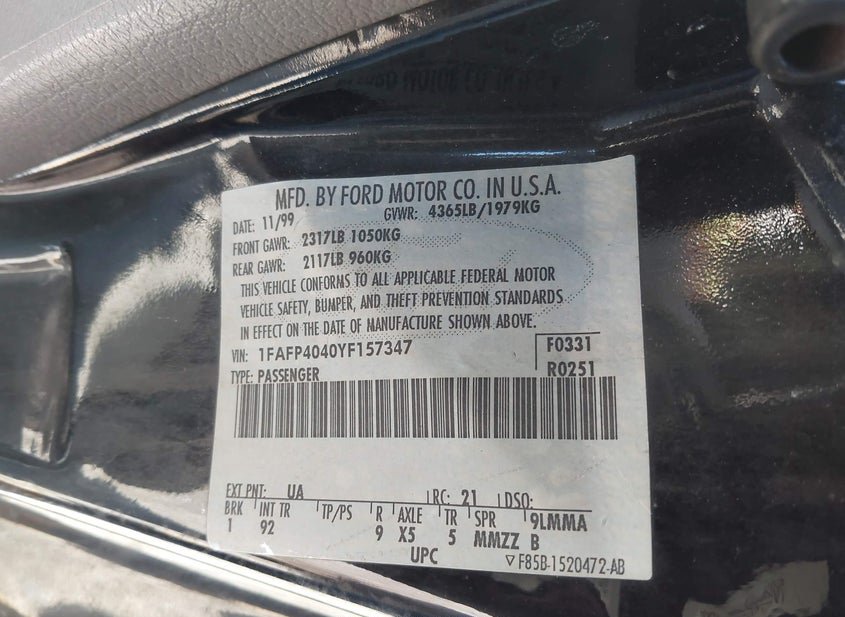 MFD. BY FORD MOTOR CO. IN U.S.A.
DATE: 11/99 GVWR: 4365LB/1979KG
FRONT GAWR: 2317LB 1050KG
REAR GAWR: 2117LB 960KG
THIS VEHICLE CONFORMS TO ALL APPLICABLE FEDERAL MOTOR
VEHICLE SAFETY, BUMPER, AND THEFT PREVENTION STANDARDS
IN EFFECT ON THE DATE OF MANUFACTURE SHOWN ABOVE.
VIN: 1FAFP4040YF157347 F0331
TYPE: PASSENGER R0251
EXT PNT: UA RC: 21 DSO:
BRK INT TR TP/PS R AXLE TR SPR 9LMMA
1 92 9 X5 5 MMZZ B
UPC F85B-1520472-AB